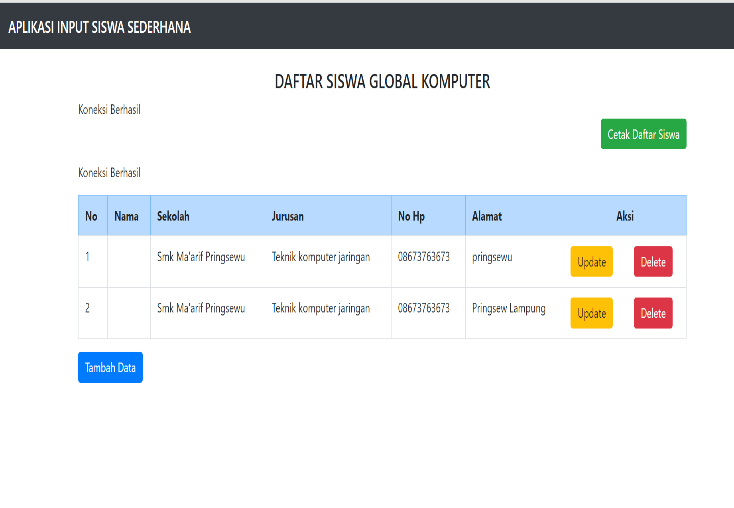 APLIKASI INPUT SISWA SEDERHANA
DAFTAR SISWA GLOBAL KOMPUTER
Koneksi Berhasil
Cetak Daftar Siswa
Koneksi Berhasil
No Nama Sekolah Jurusan No Hp Alamat Aksi
1 Smk Ma'arif Pringsewu Teknik komputer jaringan 08673763673 pringsewu Update Delete
2 Smk Ma'arif Pringsewu Teknik komputer jaringan 08673763673 Pringsew Lampung Update Delete
Tambah Data